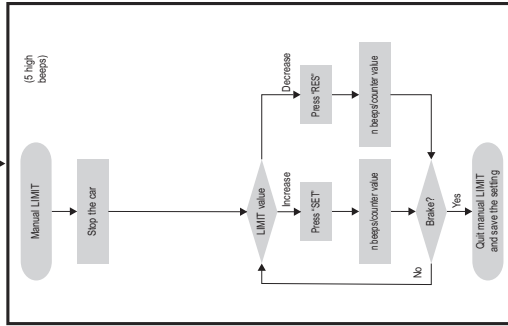 Manual LIMIT
(5 high
beeps)
Stop the car
LIMIT value
Increase
Decrease
Press "SET"
Press "RES"
n beeps/counter value
n beeps/counter value
Brake?
No
Yes
Quit manual LIMIT
and save the setting